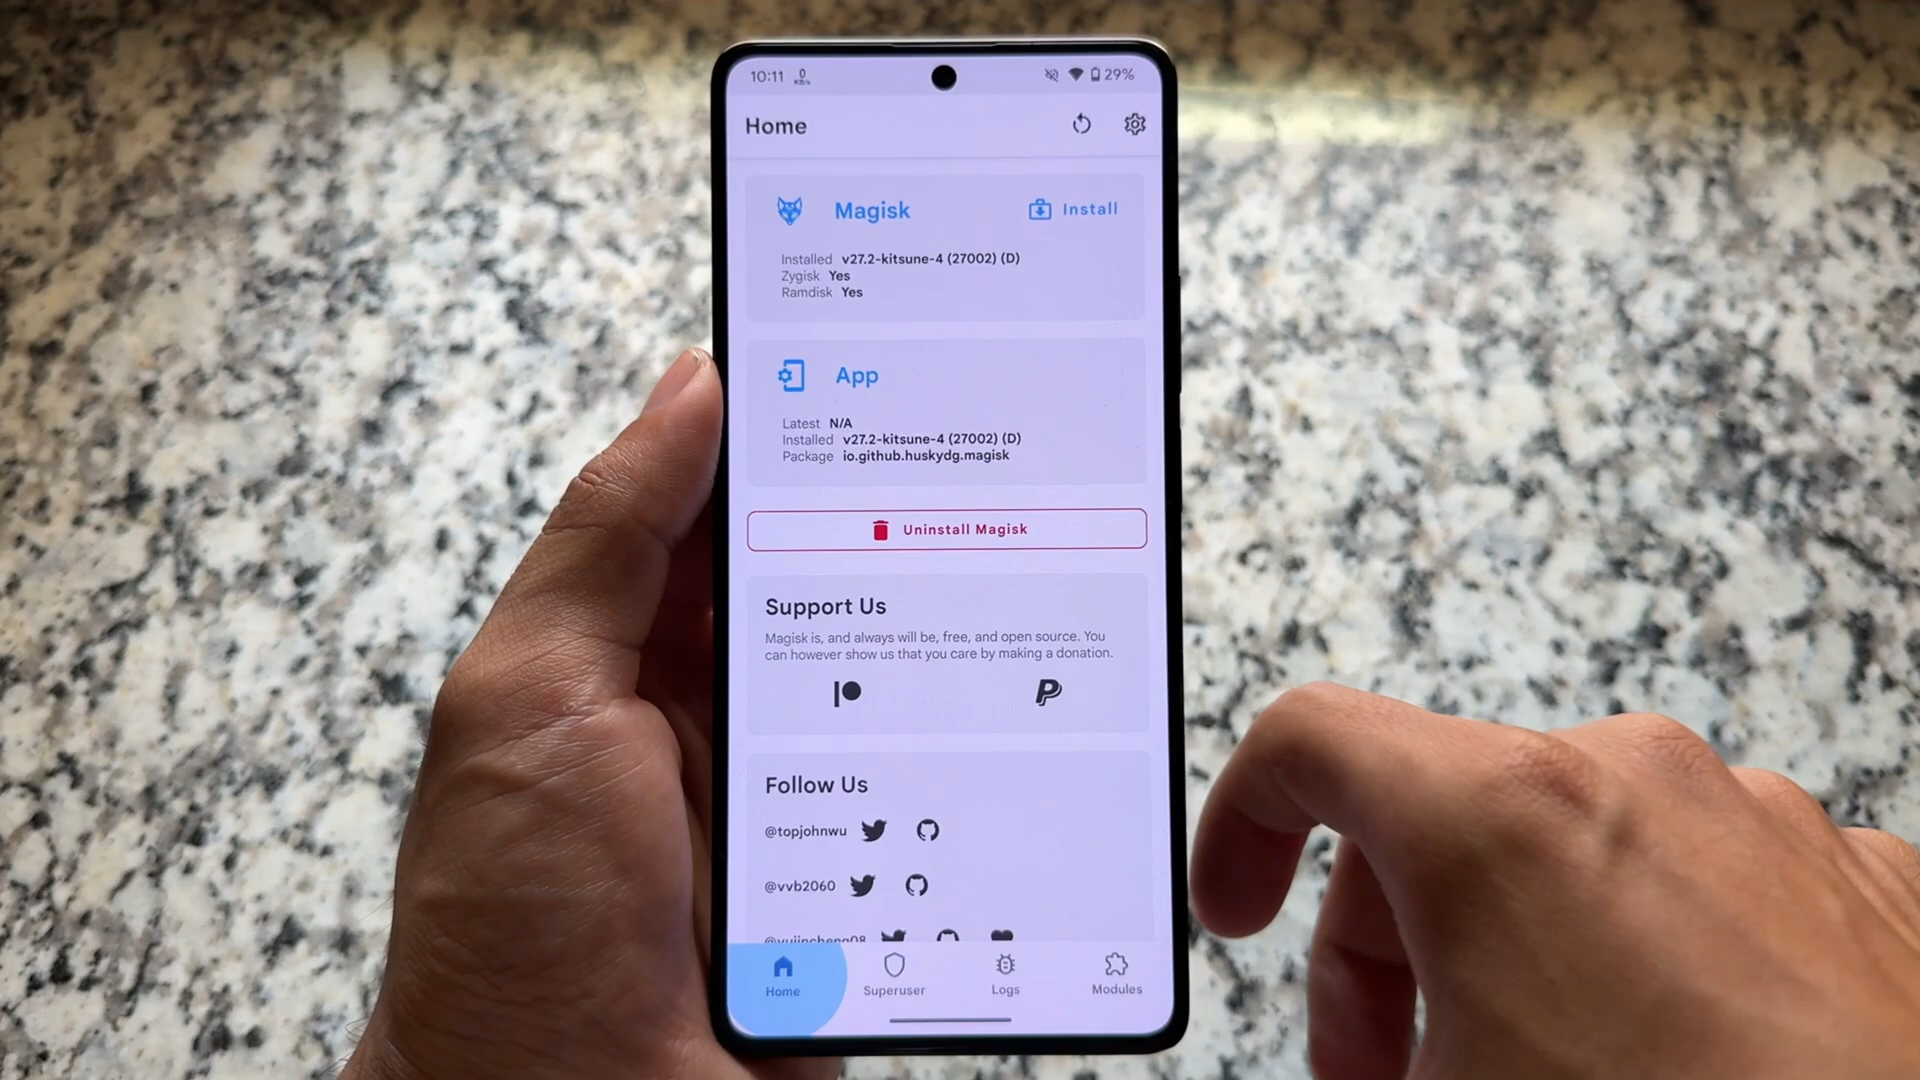 10:11 0 KB/s 29%
Home
Magisk Install
Installed v27.2-kitsune-4 (27002) (D)
Zygisk Yes
Ramdisk Yes
App
Latest N/A
Installed v27.2-kitsune-4 (27002) (D)
Package io.github.huskydg.magisk
Uninstall Magisk
Support Us
Magisk is, and always will be, free, and open source. You
can however show us that you care by making a donation.
Follow Us
@topjohnwu
@vvb2060
Home Superuser Logs Modules